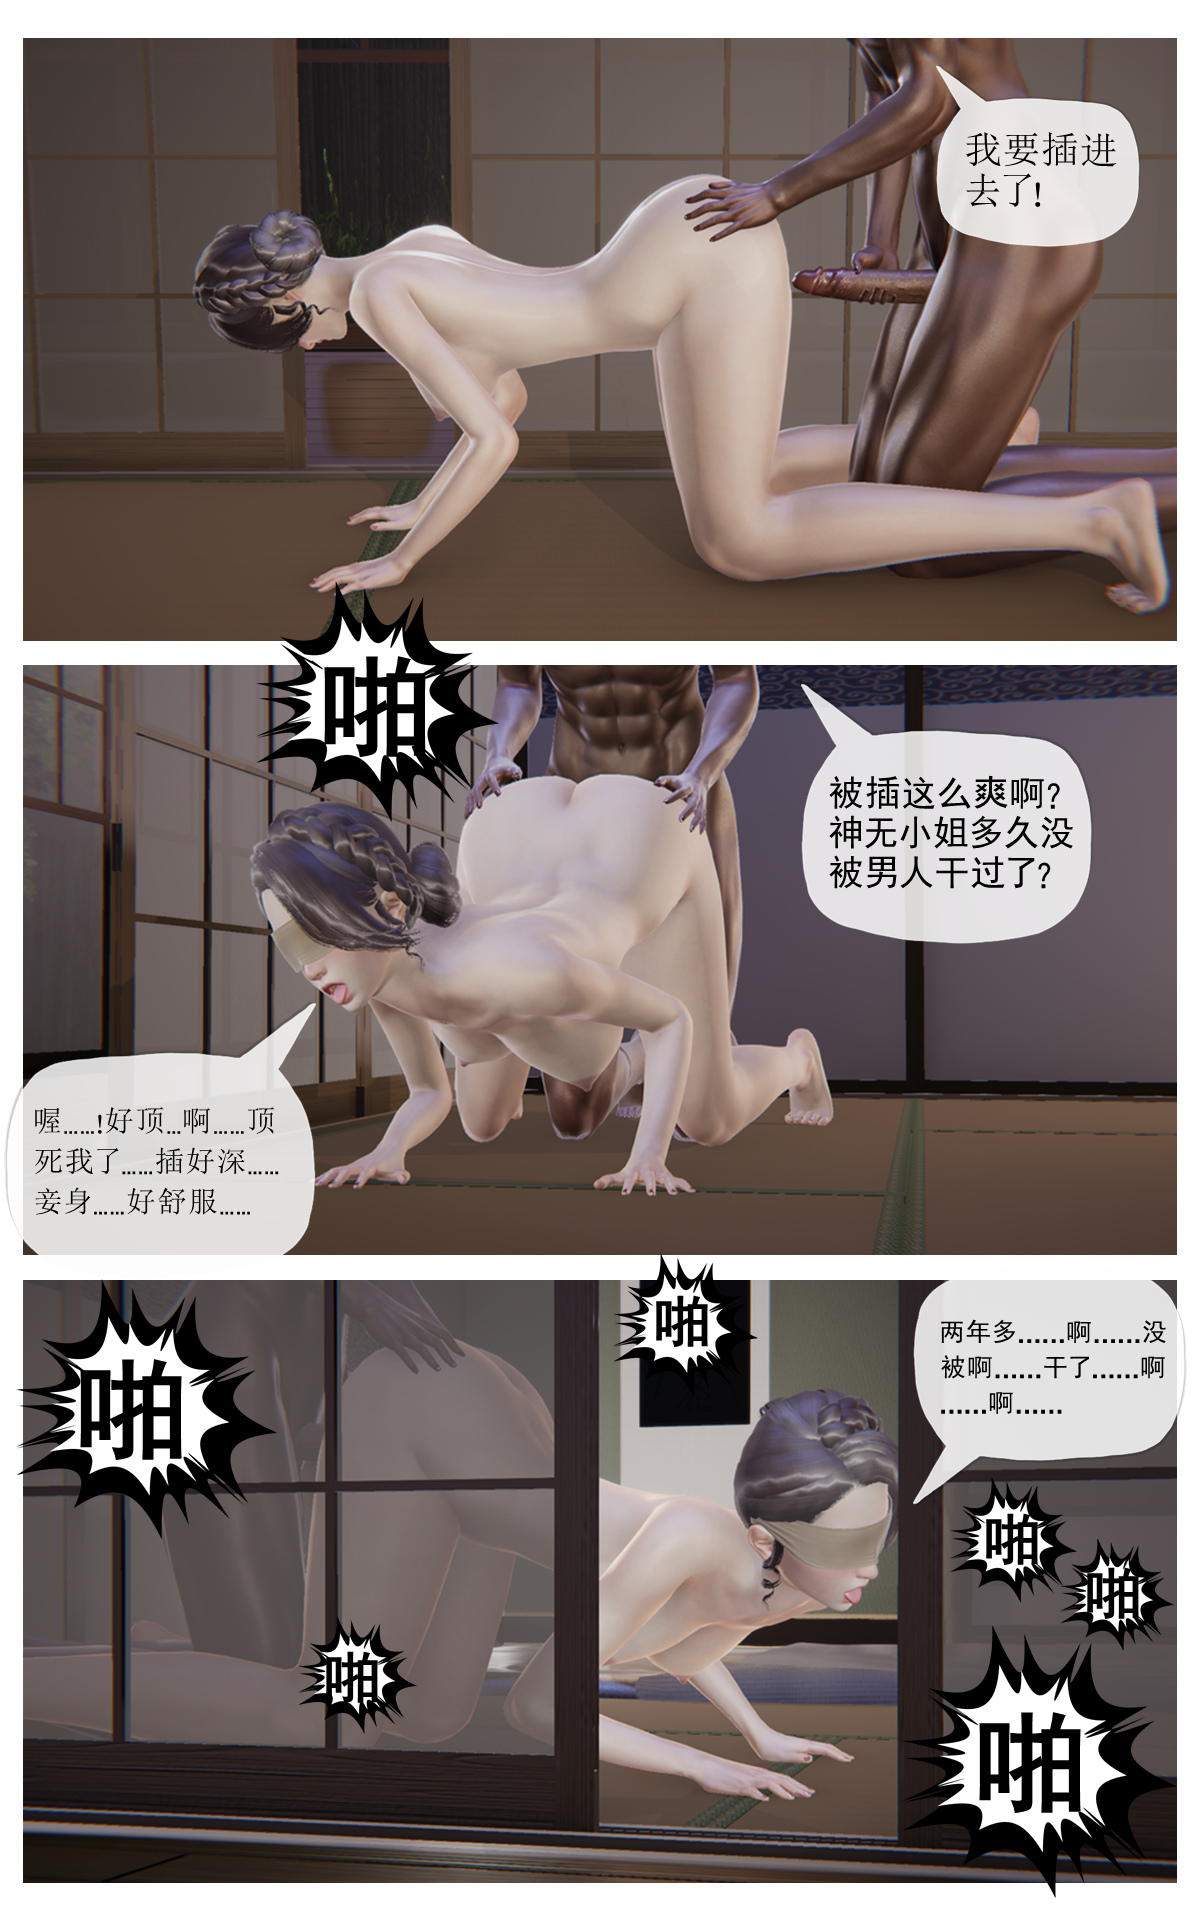 我要插进
去了!
啪
被插这么爽啊?
神无小姐多久没
被男人干过了?
喔……!好顶…啊……顶
死我了……插好深……
妾身……好舒服……
啪
啪
两年多……啊……没
被啊……干了……啊
……啊……
啪
啪
啪
啪